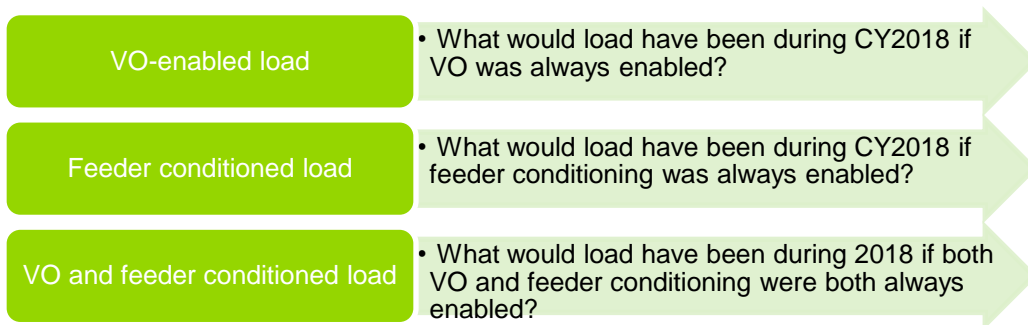 VO-enabled load
• What would load have been during CY2018 if
VO was always enabled?
Feeder conditioned load
• What would load have been during CY2018 if
feeder conditioning was always enabled?
VO and feeder conditioned load
• What would load have been during 2018 if both
VO and feeder conditioning were both always
enabled?